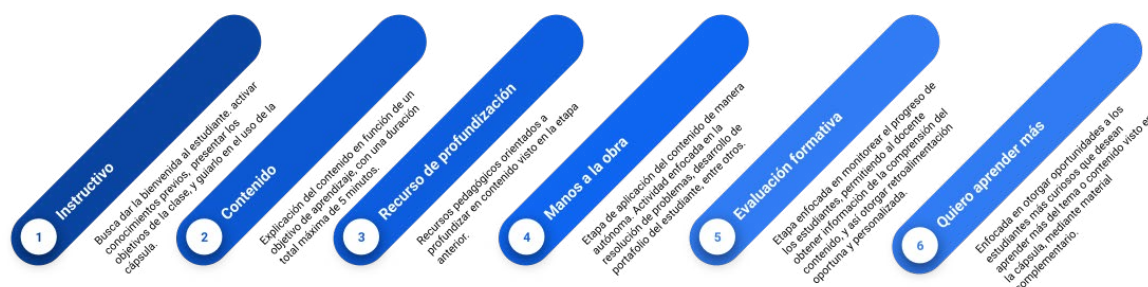 1
Instructivo
Busca dar la bienvenida al estudiante. activar
conocimientos previos, presentar los
objetivos de la clase, y guiarlo en el uso de la
cápsula.
2
Contenido
Explicación del contenido en función de un
objetivo de aprendizaje, con una duración
total máxima de 5 minutos.
3
Recurso de profundización
Recursos pedagógicos orientados a
profundizar en contenido visto en la etapa
anterior.
4
Manos a la obra
Etapa de aplicación del contenido de manera
autónoma. Actividad enfocada en la
resolución de problemas, desarrollo de
portafolio del estudiante, entre otros.
5
Evaluación formativa
Etapa enfocada en monitorear el progreso de
los estudiantes, permitiendo al docente
obtener información de la comprensión del
contenido, y así otorgar retroalimentación
oportuna y personalizada.
6
Quiero aprender más
Enfocada en otorgar oportunidades a los
estudiantes más curiosos que desean
aprender más del tema o contenido visto en
la cápsula, mediante material
complementario.